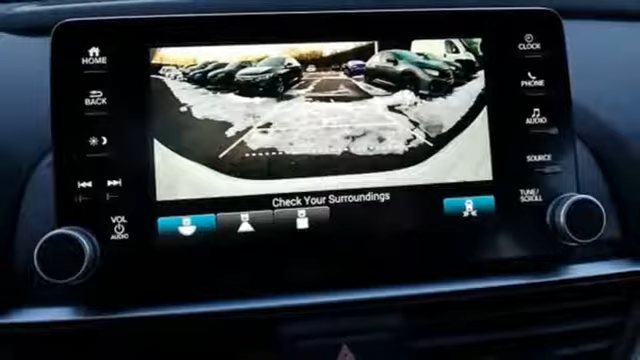 HOME
BACK
VOL
AUDIO
Check Your Surroundings
CLOCK
PHONE
AUDIO
SOURCE
TUNE/
SCROLL